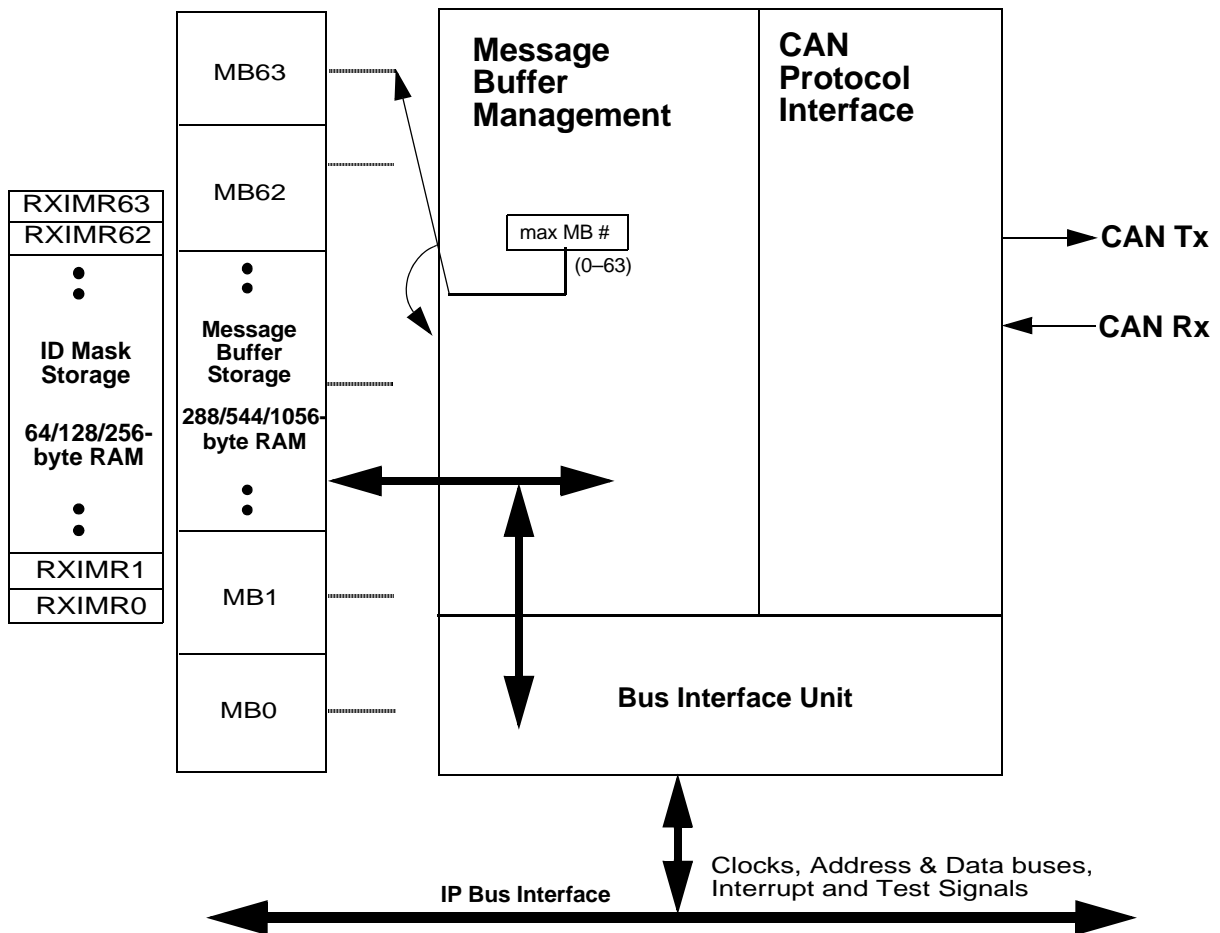 RXIMR63
RXIMR62
ID Mask
Storage
64/128/256-
byte RAM
RXIMR1
RXIMR0
MB63
MB62
Message
Buffer
Storage
288/544/1056-
byte RAM
MB1
MB0
Message
Buffer
Management
max MB #
(0–63)
CAN
Protocol
Interface
CAN Tx
CAN Rx
Bus Interface Unit
Clocks, Address & Data buses,
Interrupt and Test Signals
IP Bus Interface